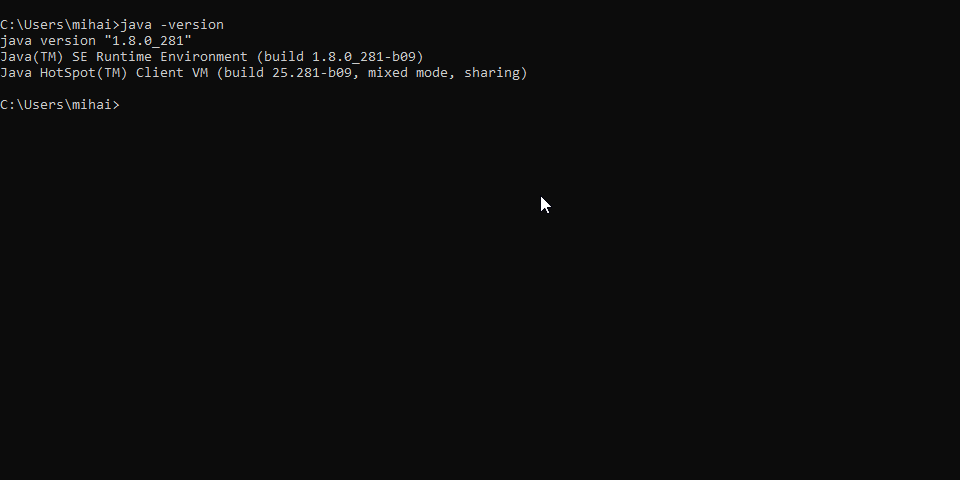 C:\Users\mihai>java -version
java version "1.8.0_281"
Java(TM) SE Runtime Environment (build 1.8.0_281-b09)
Java HotSpot(TM) Client VM (build 25.281-b09, mixed mode, sharing)
C:\Users\mihai>